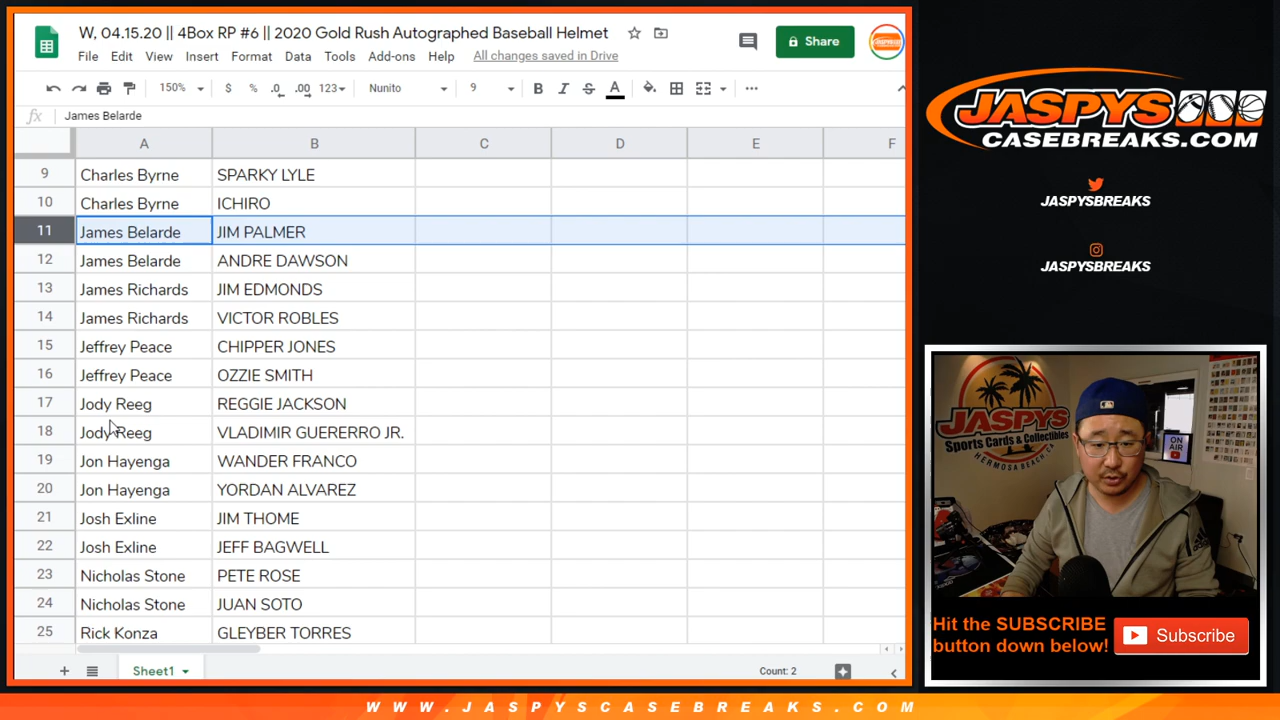 W, 04.15.20 || 4Box RP #6 || 2020 Gold Rush Autographed Baseball Helmet
File Edit View Insert Format Data Tools Add-ons Help All changes saved in Drive
Share
150% $ % .0 .00 123 Nunito 9 B I S A
fx James Belarde
A B C D E F
9 Charles Byrne SPARKY LYLE
10 Charles Byrne ICHIRO
11 James Belarde JIM PALMER
12 James Belarde ANDRE DAWSON
13 James Richards JIM EDMONDS
14 James Richards VICTOR ROBLES
15 Jeffrey Peace CHIPPER JONES
16 Jeffrey Peace OZZIE SMITH
17 Jody Reeg REGGIE JACKSON
18 Jody Reeg VLADIMIR GUERERRO JR.
19 Jon Hayenga WANDER FRANCO
20 Jon Hayenga YORDAN ALVAREZ
21 Josh Exline JIM THOME
22 Josh Exline JEFF BAGWELL
23 Nicholas Stone PETE ROSE
24 Nicholas Stone JUAN SOTO
25 Rick Konza GLEYBER TORRES
Sheet1
Count: 2
JASPYS
CASEBREAKS.COM
JASPYSBREAKS
JASPYSBREAKS
JASPYS
Sports Cards & Collectibles
HERMOSA BEACH, CA
ON
AIR
Hit the SUBSCRIBE
button down below!
Subscribe
WWW.JASPYSCASEBREAKS.COM